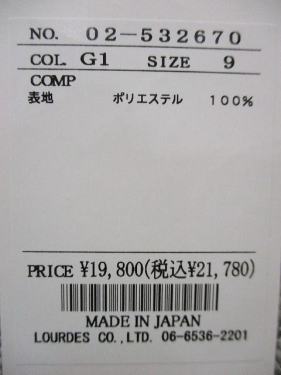 NO. 02-532670
COL. G1 SIZE 9
COMP
表地 ポリエステル 100%
PRICE ¥19,800(税込¥21,780)
MADE IN JAPAN
LOURDES CO.,LTD. 06-6536-2201